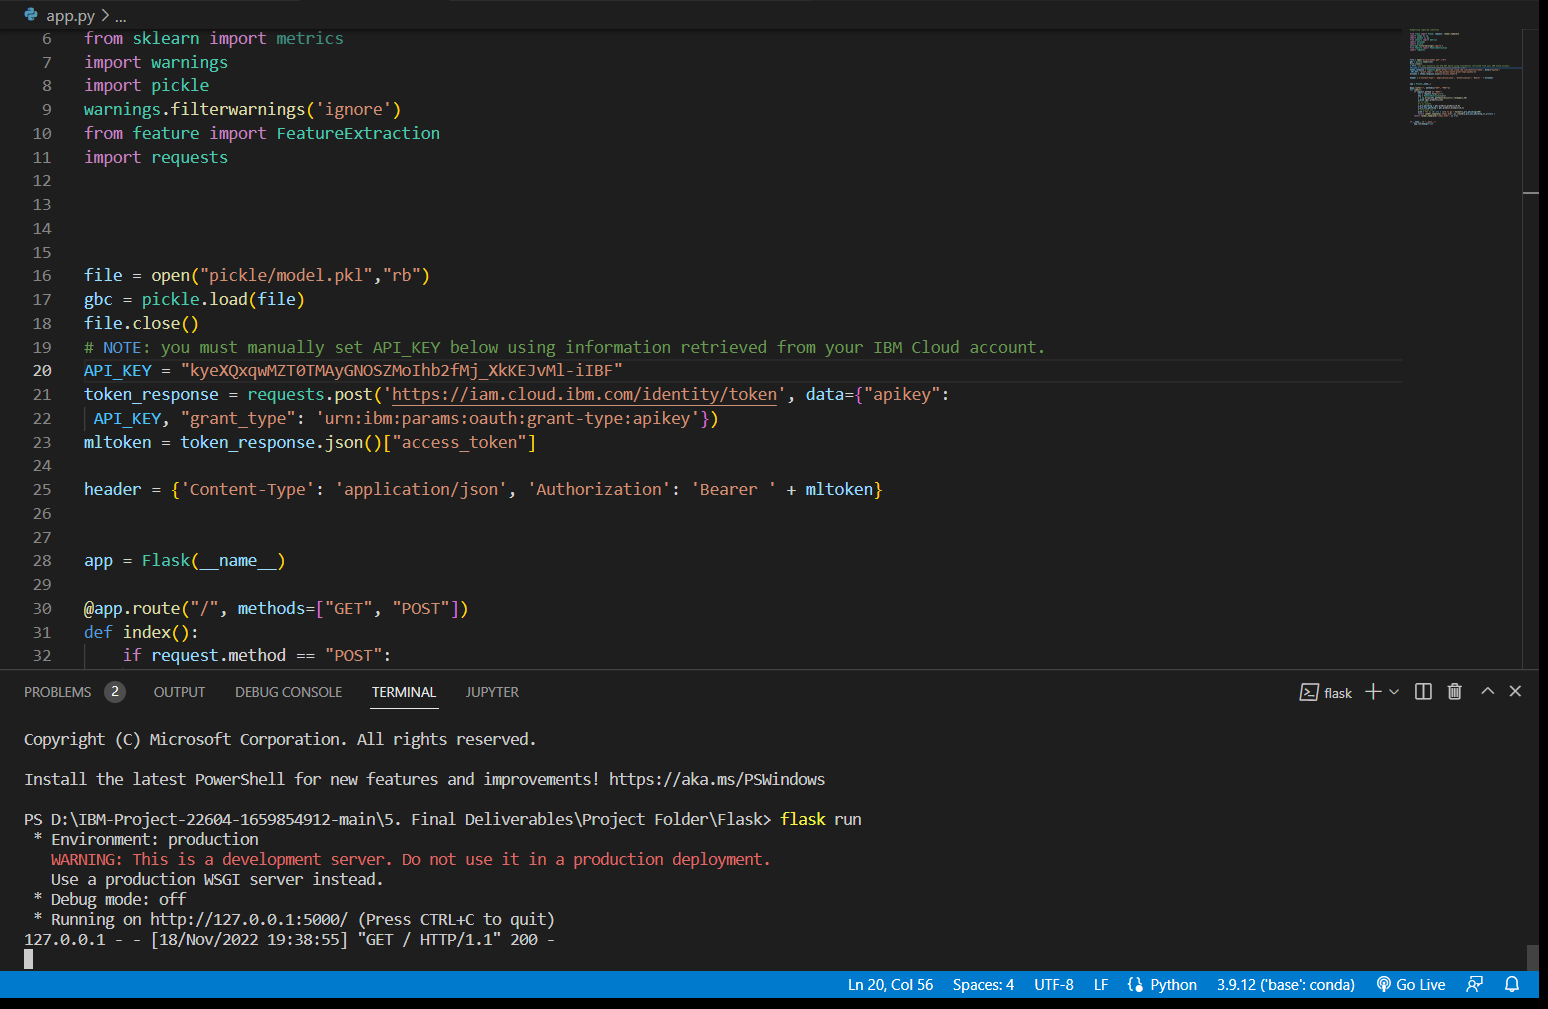 app.py > ...
6 from sklearn import metrics
7 import warnings
8 import pickle
9 warnings.filterwarnings('ignore')
10 from feature import FeatureExtraction
11 import requests
12
13
14
15
16 file = open("pickle/model.pkl","rb")
17 gbc = pickle.load(file)
18 file.close()
19 # NOTE: you must manually set API_KEY below using information retrieved from your IBM Cloud account.
20 API_KEY = "kyeXQxqwMZT0TMAyGNOSZMoIhb2fMj_XkKEJvMl-iIBF"
21 token_response = requests.post('https://iam.cloud.ibm.com/identity/token', data={"apikey":
22 API_KEY, "grant_type": 'urn:ibm:params:oauth:grant-type:apikey'})
23 mltoken = token_response.json()["access_token"]
24
25 header = {'Content-Type': 'application/json', 'Authorization': 'Bearer ' + mltoken}
26
27
28 app = Flask(__name__)
29
30 @app.route("/", methods=["GET", "POST"])
31 def index():
32 if request.method == "POST":
PROBLEMS 2 OUTPUT DEBUG CONSOLE TERMINAL JUPYTER flask
Copyright (C) Microsoft Corporation. All rights reserved.
Install the latest PowerShell for new features and improvements! https://aka.ms/PSWindows
PS D:\IBM-Project-22604-1659854912-main\5. Final Deliverables\Project Folder\Flask> flask run
* Environment: production
WARNING: This is a development server. Do not use it in a production deployment.
Use a production WSGI server instead.
* Debug mode: off
* Running on http://127.0.0.1:5000/ (Press CTRL+C to quit)
127.0.0.1 - - [18/Nov/2022 19:38:55] "GET / HTTP/1.1" 200 -
Ln 20, Col 56 Spaces: 4 UTF-8 LF Python 3.9.12 ('base': conda) Go Live